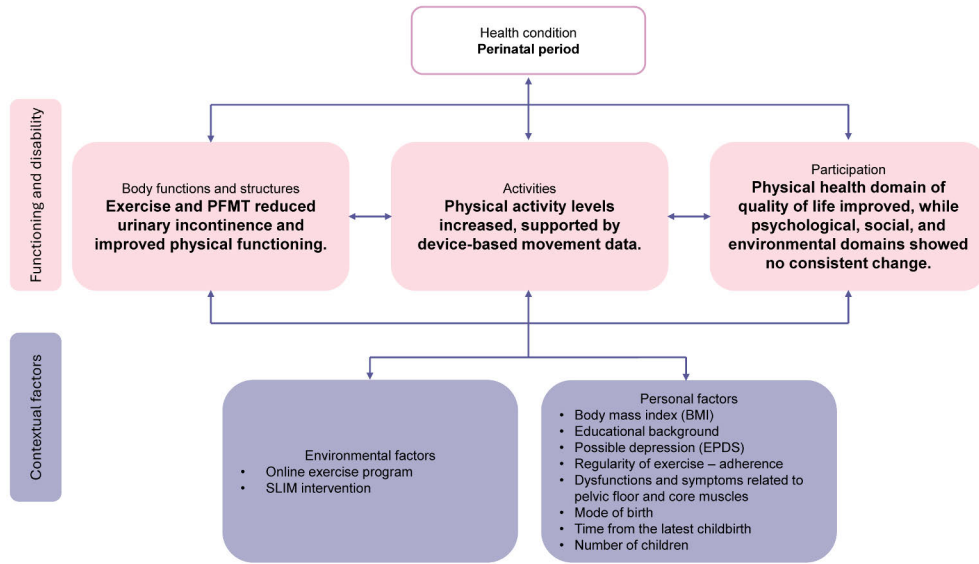 Health condition
Perinatal period
Functioning and disability
Body functions and structures
Exercise and PFMT reduced
urinary incontinence and
improved physical functioning.
Activities
Physical activity levels
increased, supported by
device-based movement data.
Participation
Physical health domain of
quality of life improved, while
psychological, social, and
environmental domains showed
no consistent change.
Contextual factors
Environmental factors
• Online exercise program
• SLIM intervention
Personal factors
• Body mass index (BMI)
• Educational background
• Possible depression (EPDS)
• Regularity of exercise – adherence
• Dysfunctions and symptoms related to
pelvic floor and core muscles
• Mode of birth
• Time from the latest childbirth
• Number of children